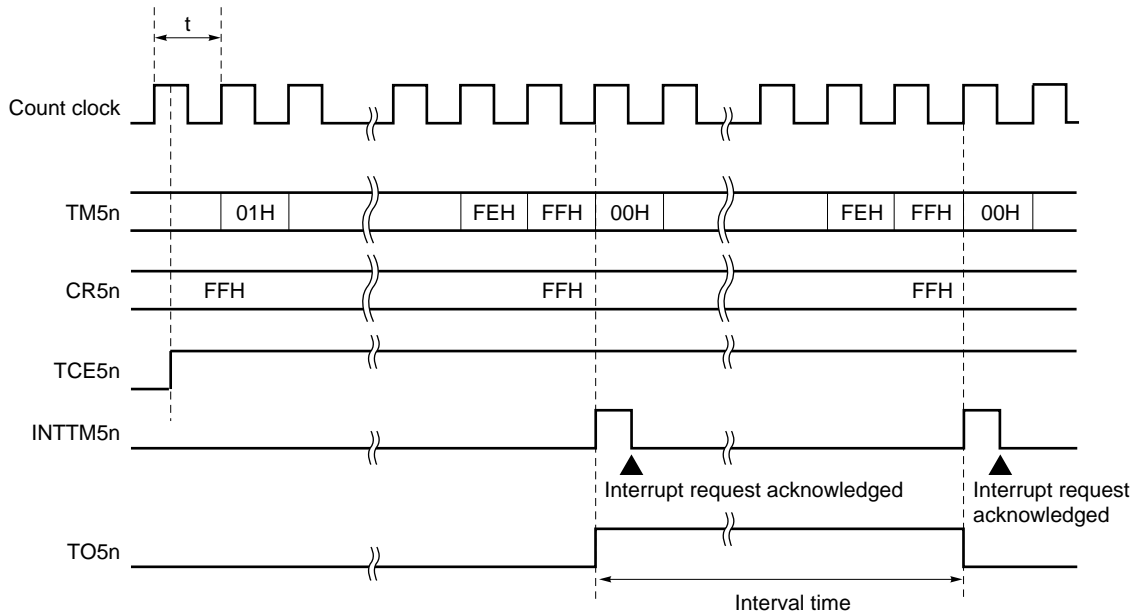 t
Count clock
TM5n 01H FEH FFH 00H FEH FFH 00H
CR5n FFH FFH FFH
TCE5n
INTTM5n
Interrupt request acknowledged
Interrupt request
acknowledged
TO5n
Interval time